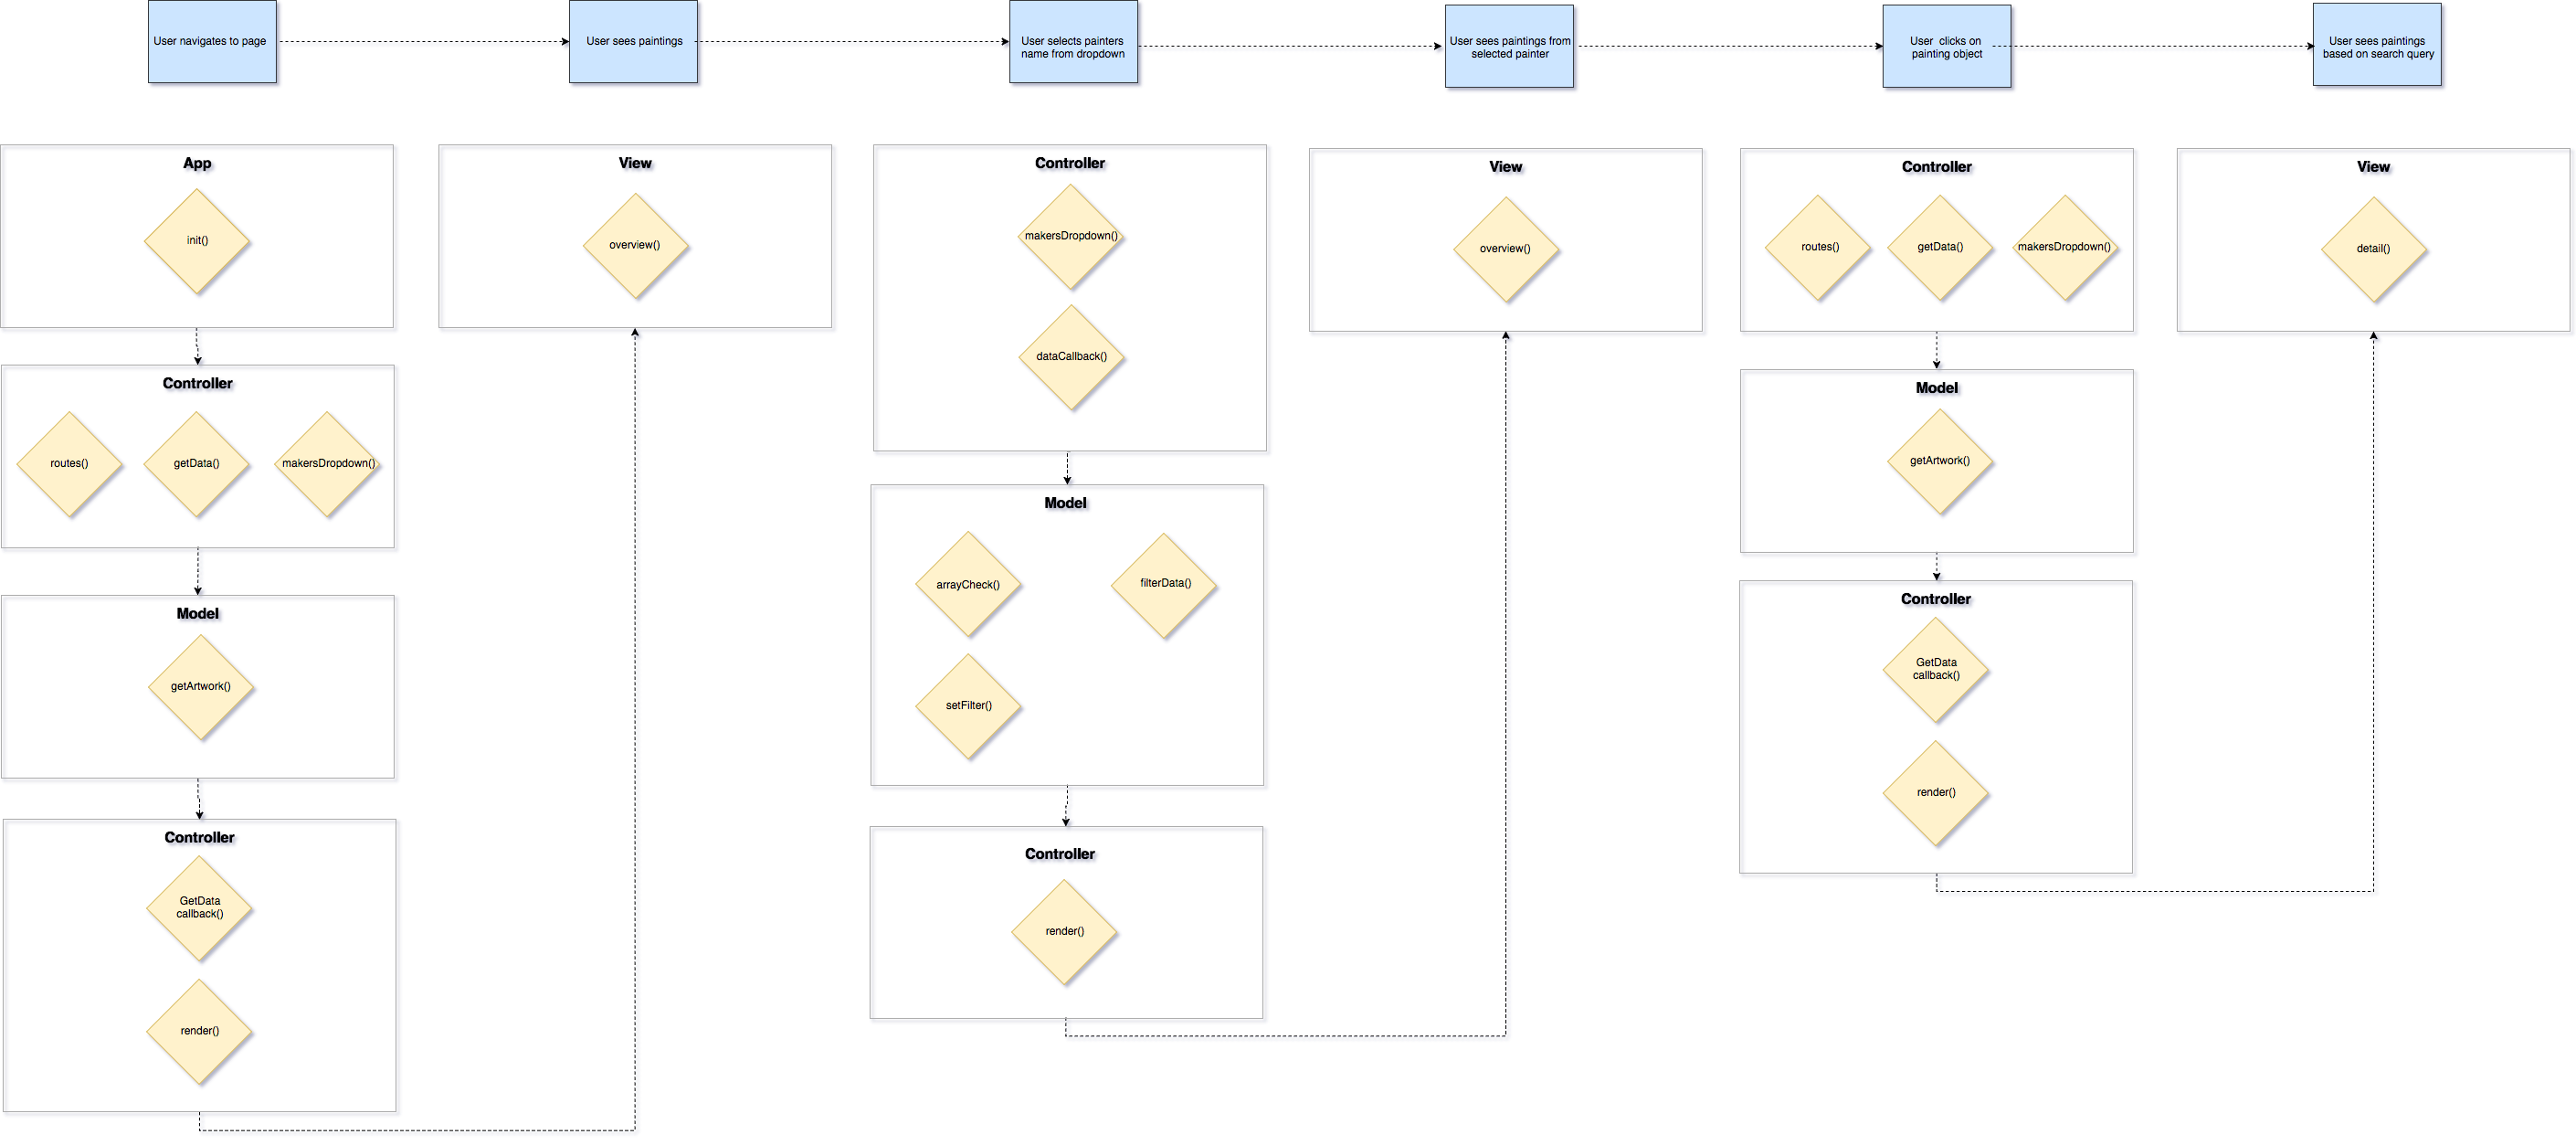 User navigates to page
User sees paintings
User selects painters
name from dropdown
User sees paintings from
selected painter
User clicks on
painting object
User sees paintings
based on search query
App
init()
Controller
routes()
getData()
makersDropdown()
Model
getArtwork()
Controller
GetData
callback()
render()
View
overview()
Controller
makersDropdown()
dataCallback()
Model
arrayCheck()
filterData()
setFilter()
Controller
render()
View
overview()
Controller
routes()
getData()
makersDropdown()
Model
getArtwork()
Controller
GetData
callback()
render()
View
detail()